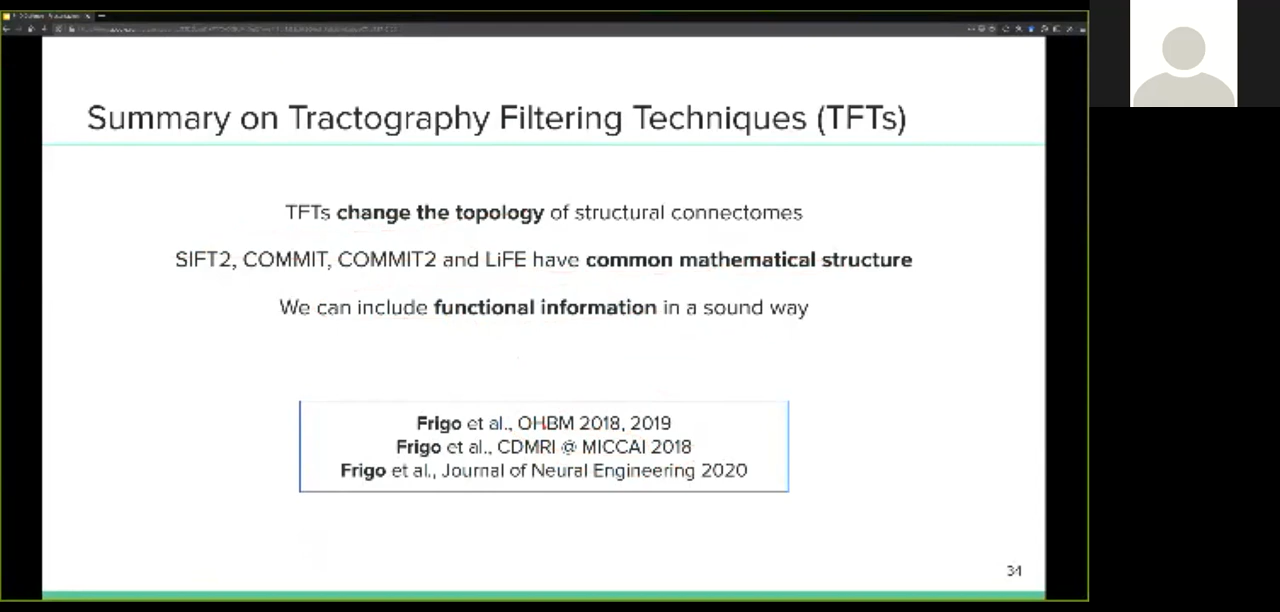 Summary on Tractography Filtering Techniques (TFTs)
TFTs change the topology of structural connectomes
SIFT2, COMMIT, COMMIT2 and LiFE have common mathematical structure
We can include functional information in a sound way
Frigo et al., OHBM 2018, 2019
Frigo et al., CDMRI @ MICCAI 2018
Frigo et al., Journal of Neural Engineering 2020
34